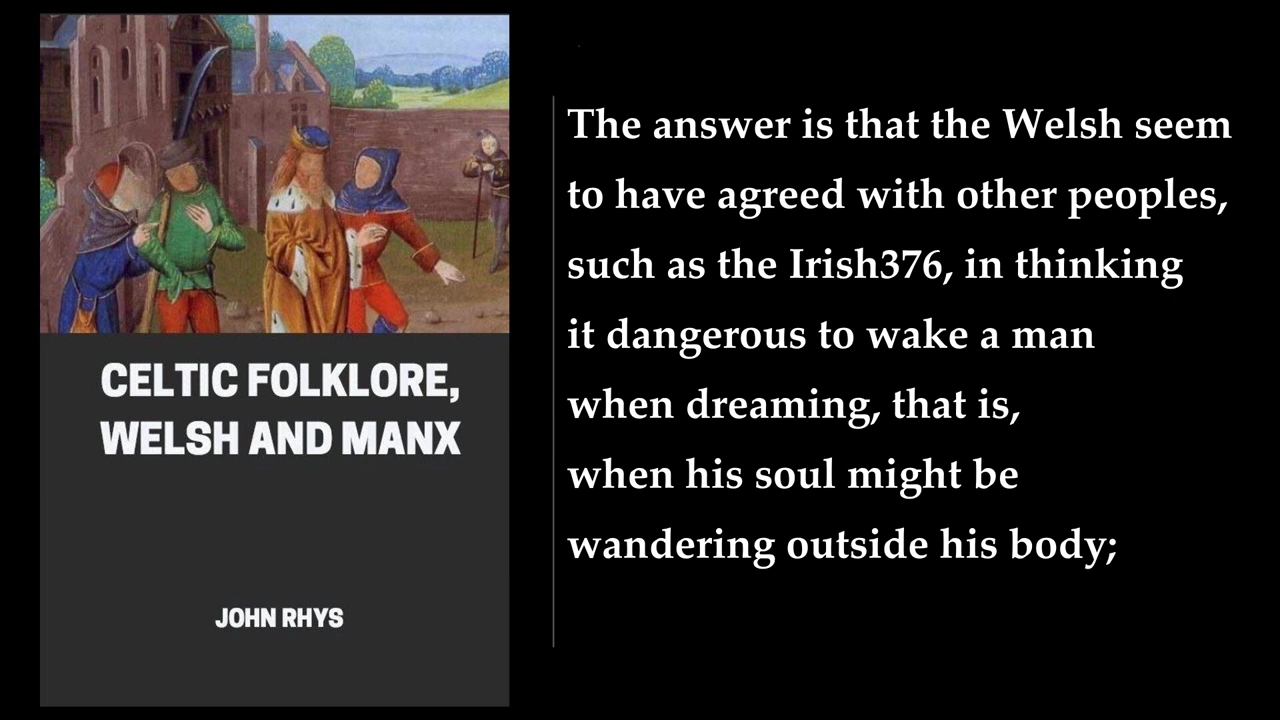 CELTIC FOLKLORE,
WELSH AND MANX
JOHN RHYS
The answer is that the Welsh seem
to have agreed with other peoples,
such as the Irish376, in thinking
it dangerous to wake a man
when dreaming, that is,
when his soul might be
wandering outside his body;